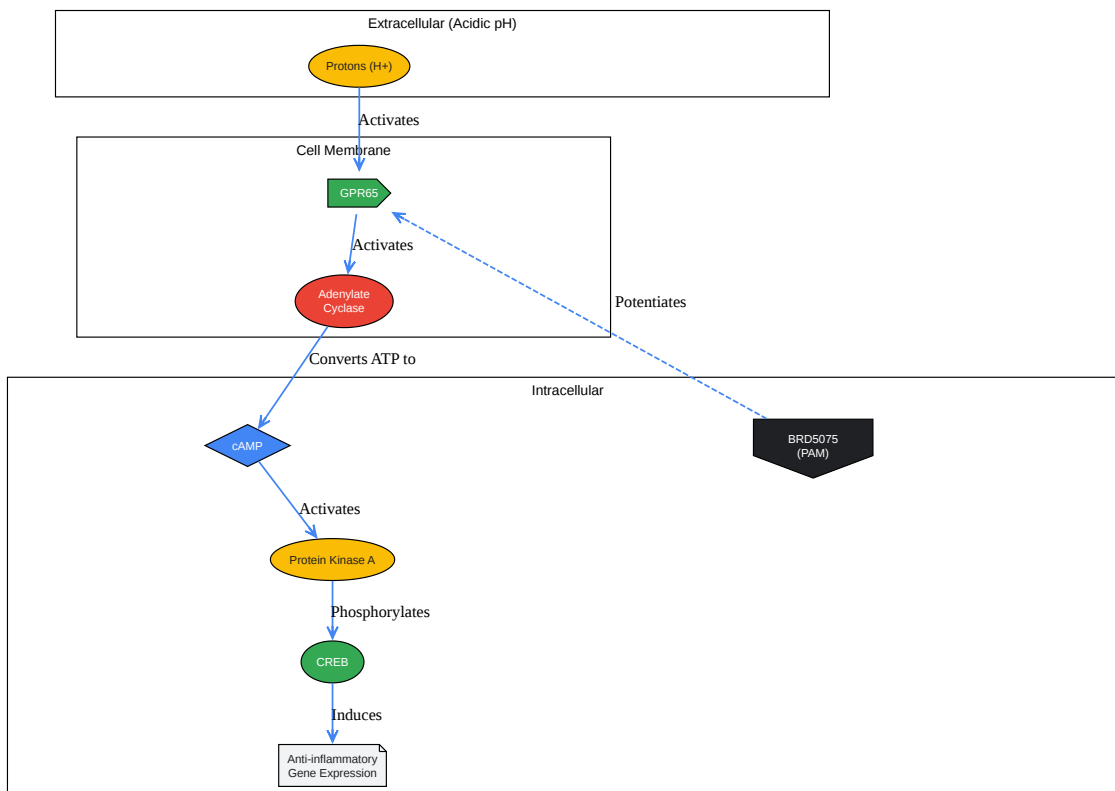 Extracellular (Acidic pH)
Protons (H+)
Activates
Cell Membrane
GPR65
Activates
Adenylate
Cyclase
Potentiates
Converts ATP to
Intracellular
cAMP
BRD5075
(PAM)
Activates
Protein Kinase A
Phosphorylates
CREB
Induces
Anti-inflammatory
Gene Expression